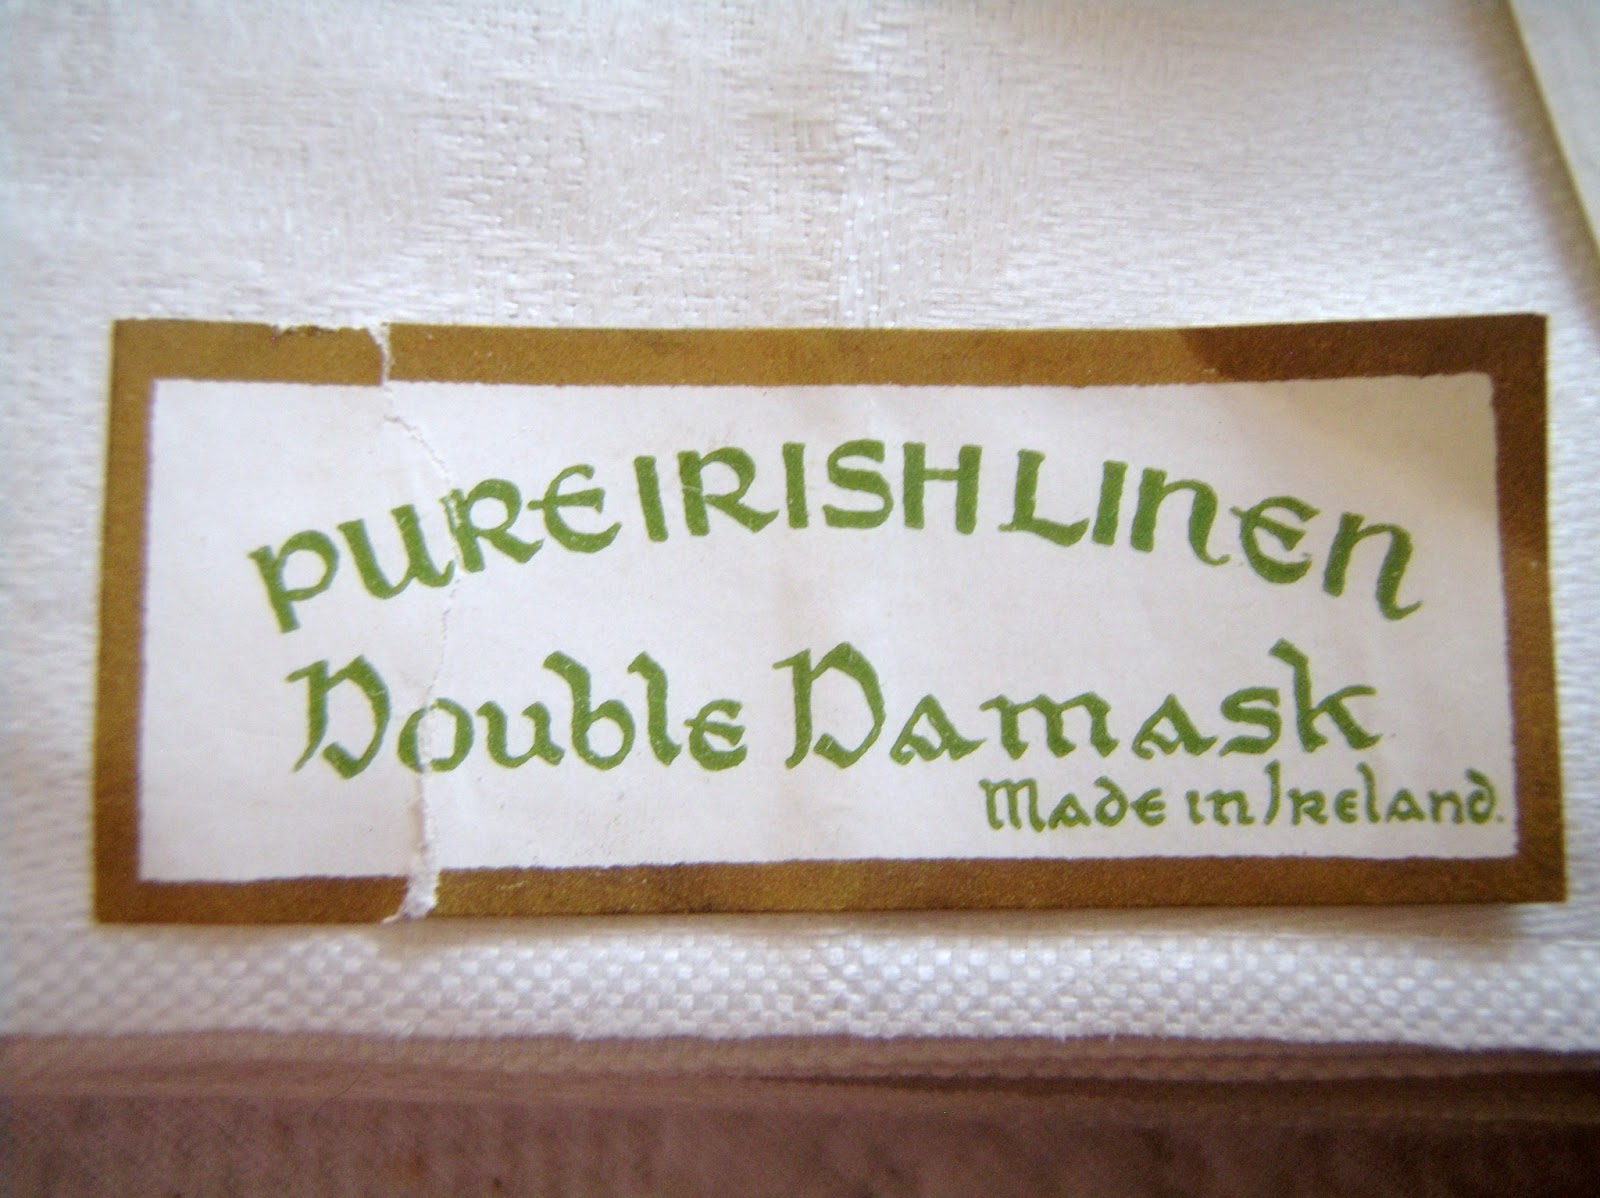 PURE IRISH LINEN
Double Damask
Made in Ireland.